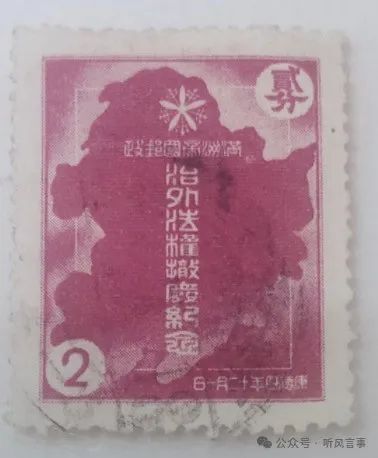 貳分
滿洲帝國郵政
治外法權撤廢紀念
2
康德四年十二月一日
公众号 · 听风言事